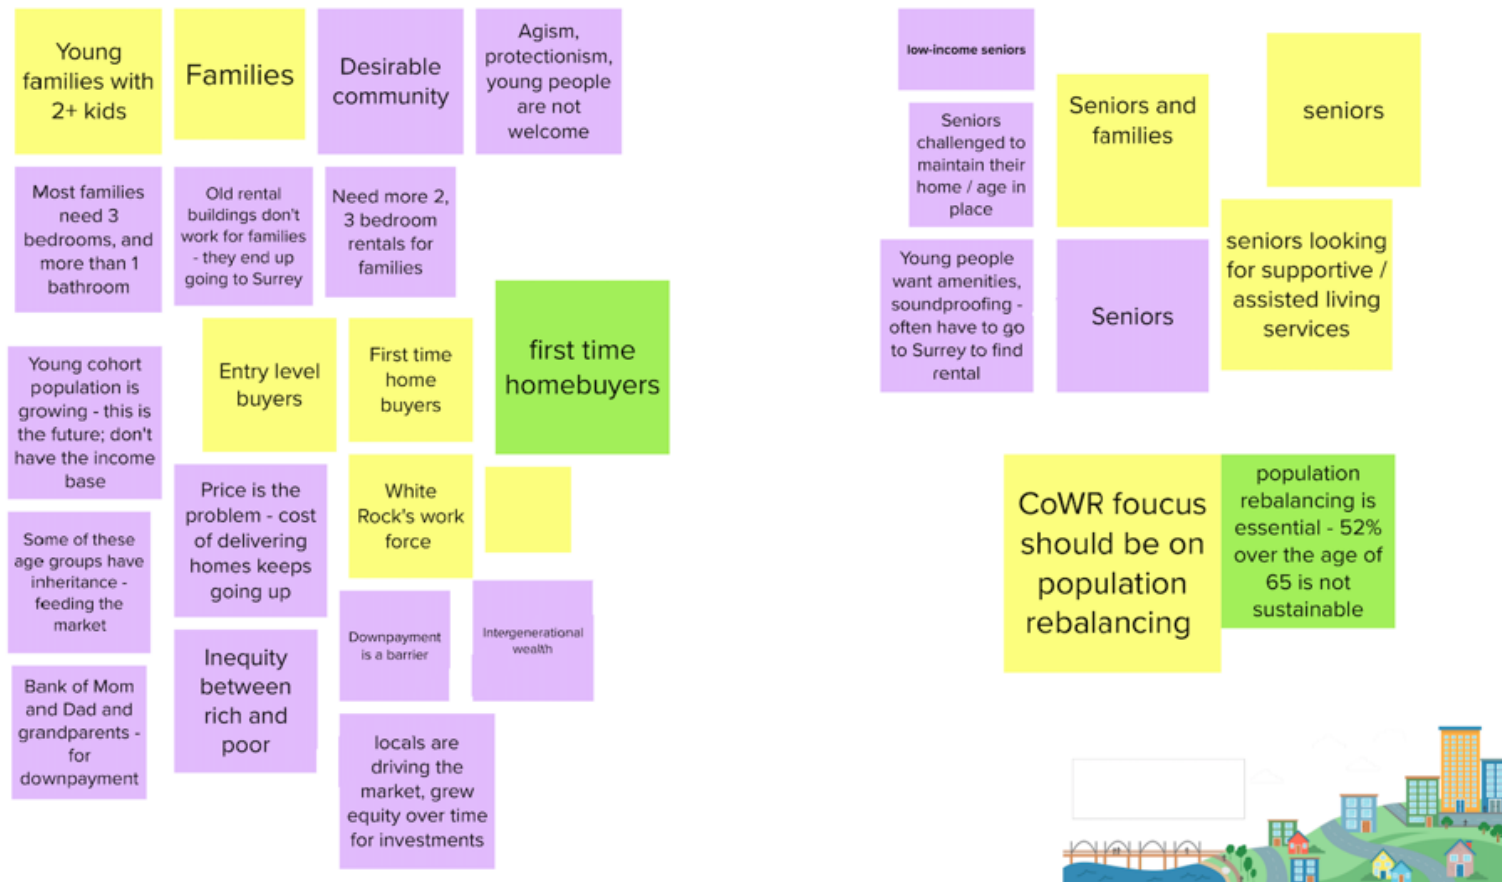 Young
families with
2+ kids
Families
Desirable
community
Agism,
protectionism,
young people
are not
welcome
Most families
need 3
bedrooms, and
more than 1
bathroom
Old rental
buildings don't
work for families
- they end up
going to Surrey
Need more 2,
3 bedroom
rentals for
families
Entry level
buyers
First time
home
buyers
first time
homebuyers
Young cohort
population is
growing - this is
the future; don't
have the income
base
Price is the
problem - cost
of delivering
homes keeps
going up
White
Rock's work
force
Some of these
age groups have
inheritance -
feeding the
market
Inequity
between
rich and
poor
Downpayment
is a barrier
Intergenerational
wealth
Bank of Mom
and Dad and
grandparents -
for
downpayment
locals are
driving the
market, grew
equity over time
for investments
low-income seniors
Seniors
challenged to
maintain their
home / age in
place
Seniors and
families
seniors
Young people
want amenities,
soundproofing -
often have to go
to Surrey to find
rental
Seniors
seniors looking
for supportive /
assisted living
services
CoWR foucus
should be on
population
rebalancing
population
rebalancing is
essential - 52%
over the age of
65 is not
sustainable